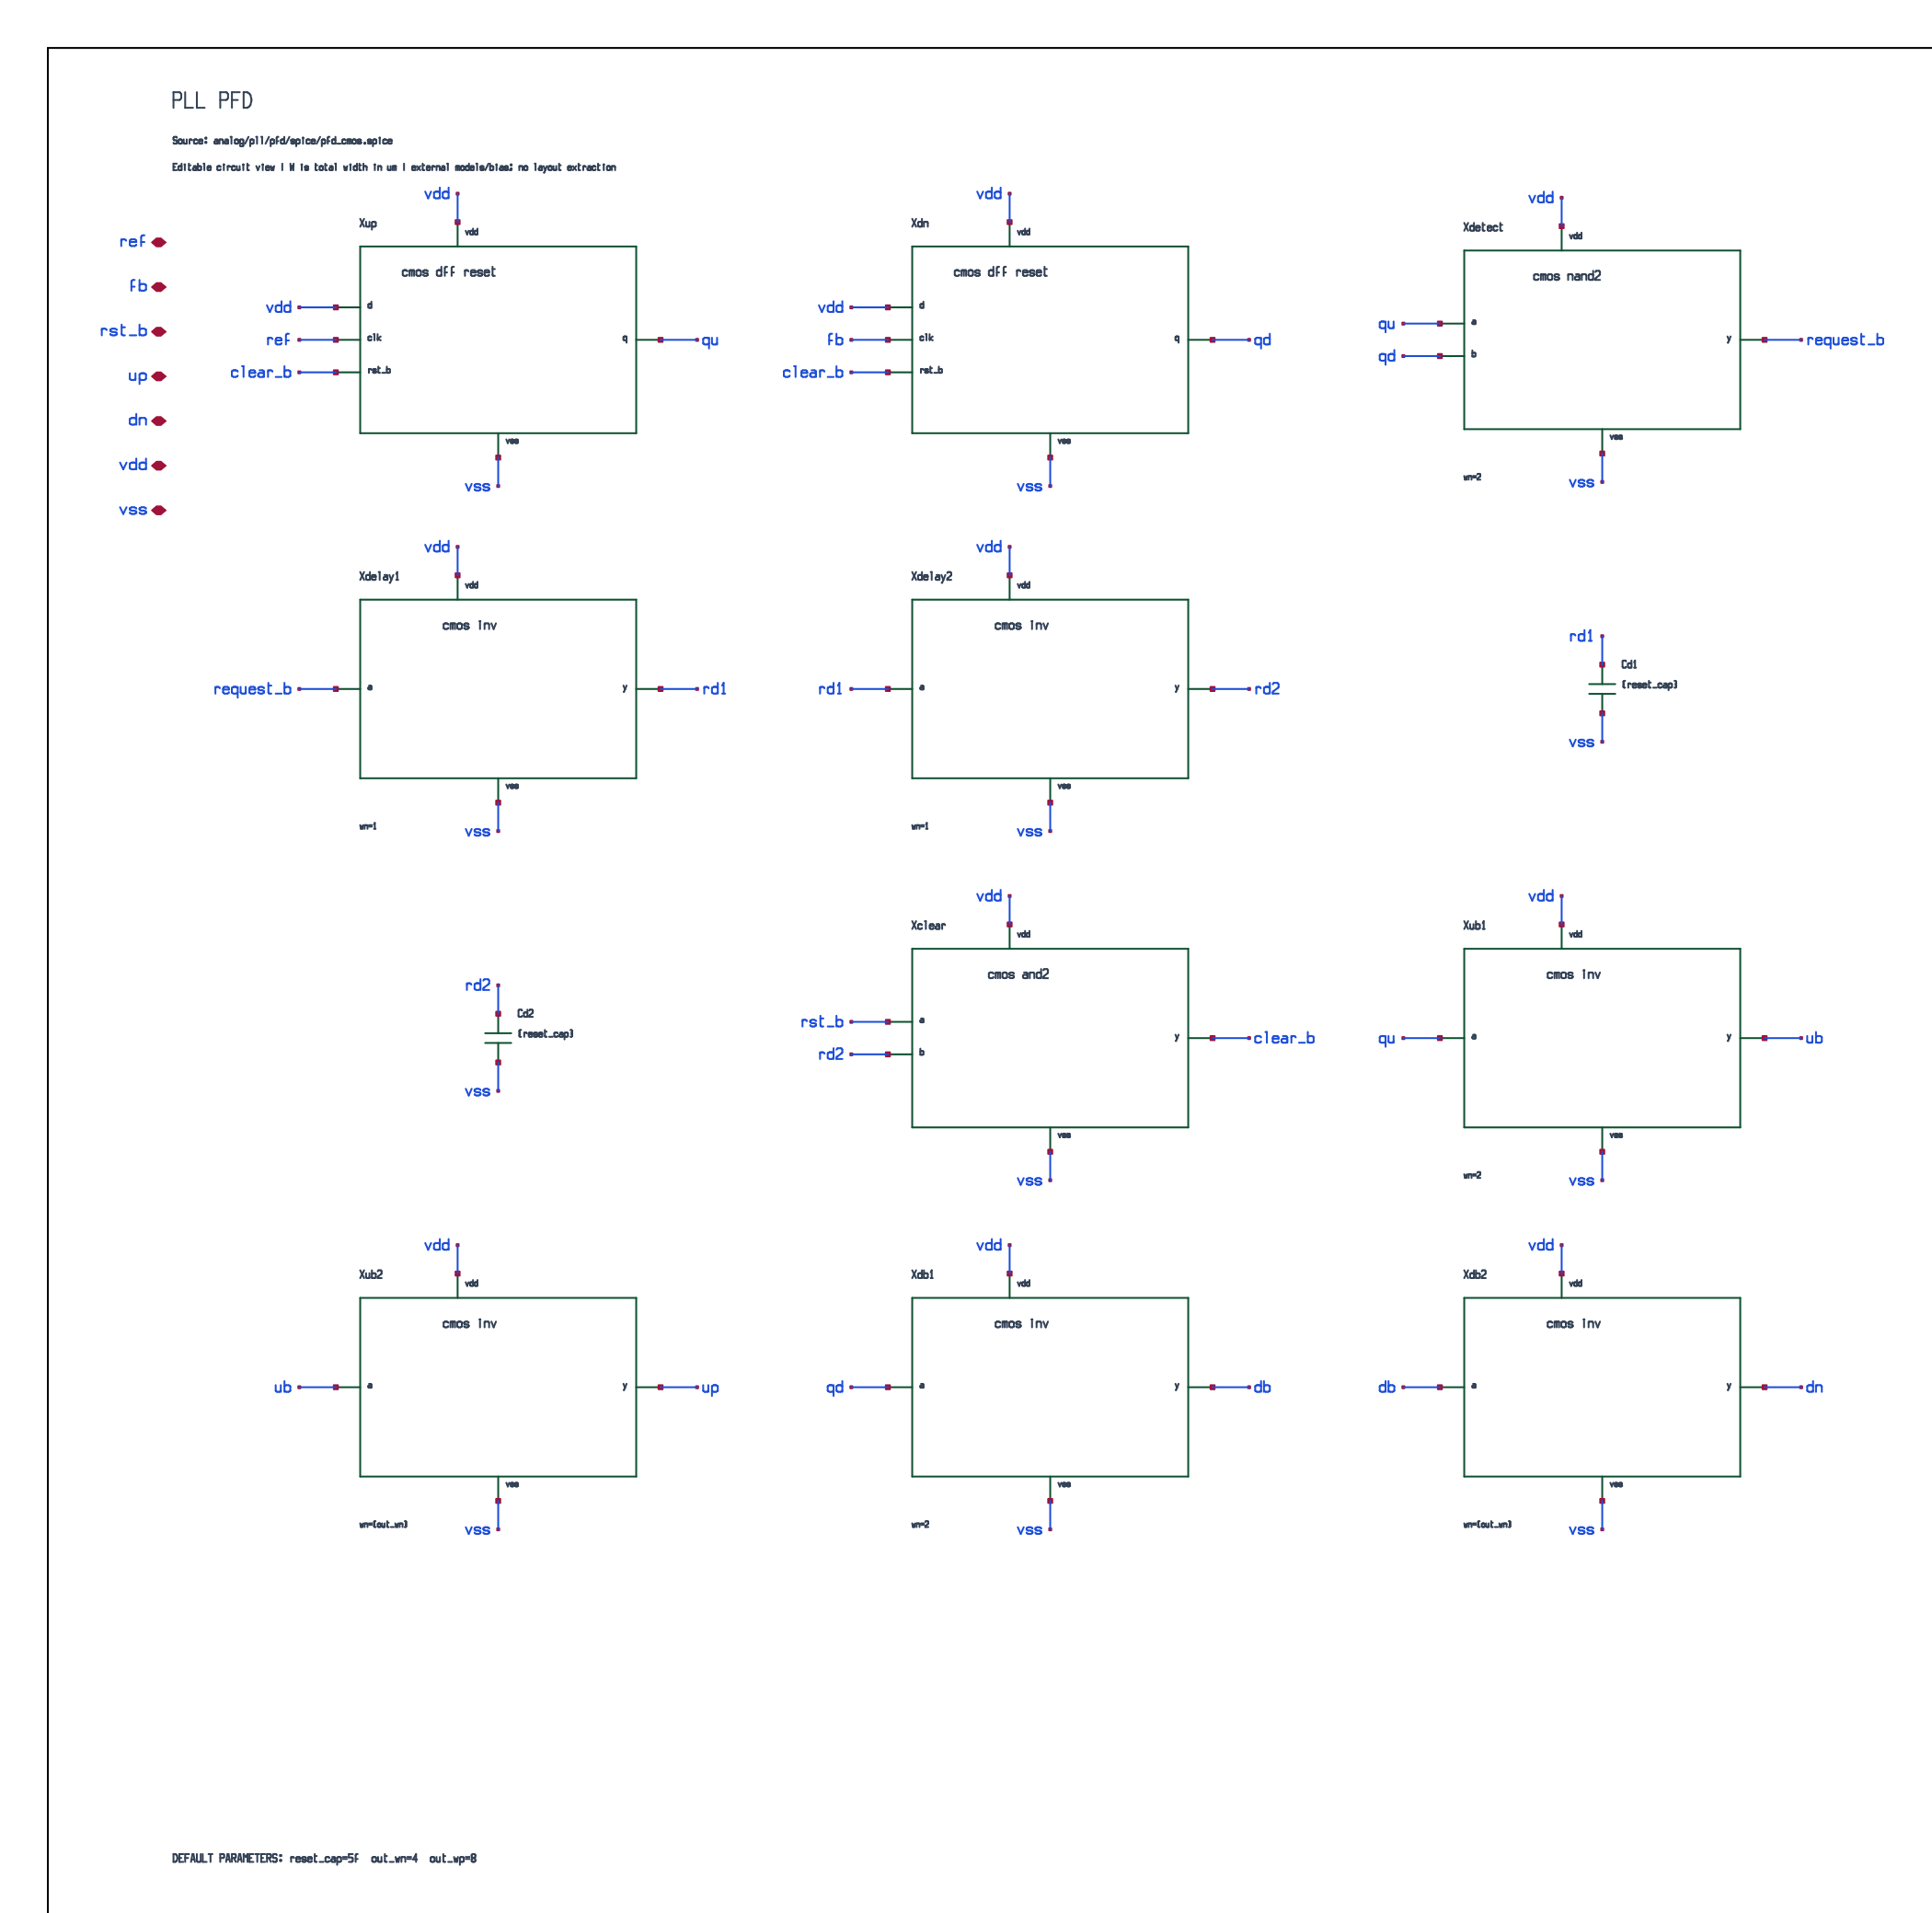 PLL PFD
Source: analog/pll/pfd/spice/pfd_cmos.spice
Editable circuit view | W is total width in um | external models/bias; no layout extraction
ref
fb
rst_b
up
dn
vdd
vss
vdd
Xup
vdd
cmos dff reset
vdd
d
ref
clk
q
qu
clear_b
rst_b
vss
vss
vdd
Xdn
vdd
cmos dff reset
vdd
d
fb
clk
q
qd
clear_b
rst_b
vss
vss
vdd
Xdetect
vdd
cmos nand2
qu
a
qd
b
y
request_b
vss
wn=2
vss
vdd
Xdelay1
vdd
cmos inv
request_b
a
y
rd1
vss
wn=1
vss
vdd
Xdelay2
vdd
cmos inv
rd1
a
y
rd2
vss
wn=1
vss
rd1
Cd1
{reset_cap}
vss
rd2
Cd2
{reset_cap}
vss
vdd
Xclear
vdd
cmos and2
rst_b
a
rd2
b
y
clear_b
vss
vss
vdd
Xub1
vdd
cmos inv
qu
a
y
ub
vss
wn=2
vss
vdd
Xub2
vdd
cmos inv
ub
a
y
up
vss
wn={out_wn}
vss
vdd
Xdb1
vdd
cmos inv
qd
a
y
db
vss
wn=2
vss
vdd
Xdb2
vdd
cmos inv
db
a
y
dn
vss
wn={out_wn}
vss
DEFAULT PARAMETERS: reset_cap=5f out_wn=4 out_wp=8